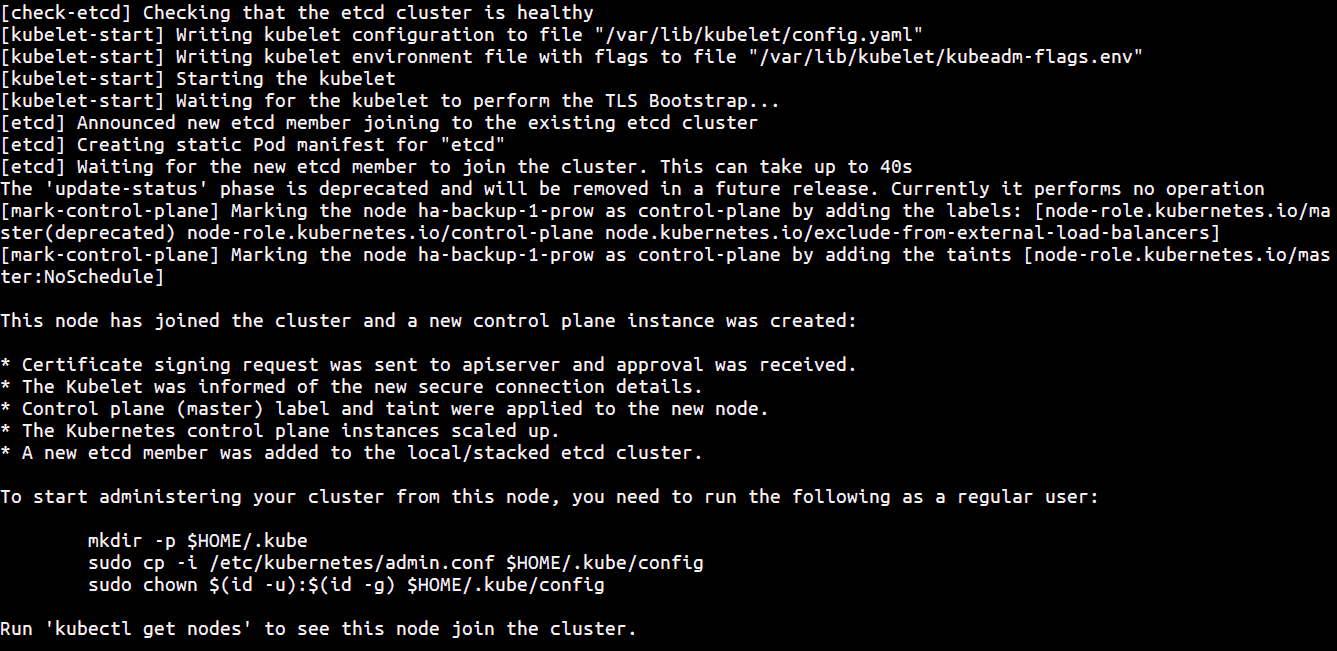 [check-etcd] Checking that the etcd cluster is healthy
[kubelet-start] Writing kubelet configuration to file "/var/lib/kubelet/config.yaml"
[kubelet-start] Writing kubelet environment file with flags to file "/var/lib/kubelet/kubeadm-flags.env"
[kubelet-start] Starting the kubelet
[kubelet-start] Waiting for the kubelet to perform the TLS Bootstrap...
[etcd] Announced new etcd member joining to the existing etcd cluster
[etcd] Creating static Pod manifest for "etcd"
[etcd] Waiting for the new etcd member to join the cluster. This can take up to 40s
The 'update-status' phase is deprecated and will be removed in a future release. Currently it performs no operation
[mark-control-plane] Marking the node ha-backup-1-prow as control-plane by adding the labels: [node-role.kubernetes.io/ma
ster(deprecated) node-role.kubernetes.io/control-plane node.kubernetes.io/exclude-from-external-load-balancers]
[mark-control-plane] Marking the node ha-backup-1-prow as control-plane by adding the taints [node-role.kubernetes.io/mas
ter:NoSchedule]

This node has joined the cluster and a new control plane instance was created:

* Certificate signing request was sent to apiserver and approval was received.
* The Kubelet was informed of the new secure connection details.
* Control plane (master) label and taint were applied to the new node.
* The Kubernetes control plane instances scaled up.
* A new etcd member was added to the local/stacked etcd cluster.

To start administering your cluster from this node, you need to run the following as a regular user:

        mkdir -p $HOME/.kube
        sudo cp -i /etc/kubernetes/admin.conf $HOME/.kube/config
        sudo chown $(id -u):$(id -g) $HOME/.kube/config

Run 'kubectl get nodes' to see this node join the cluster.